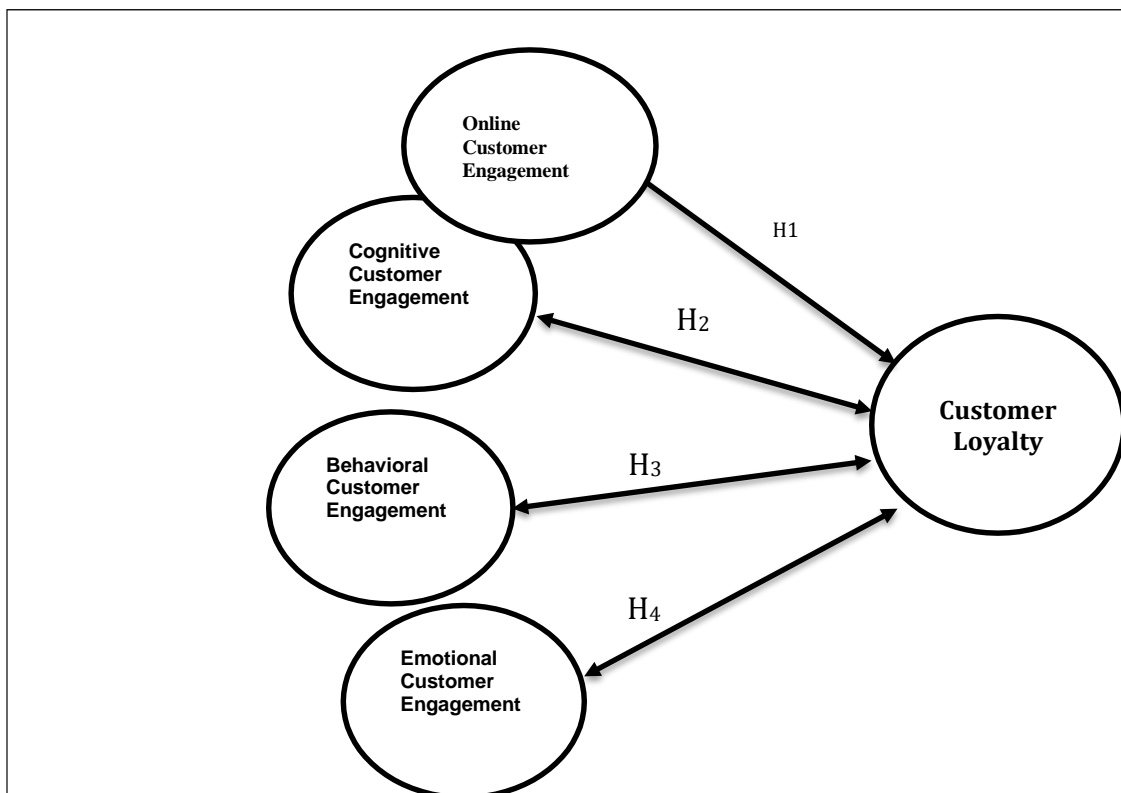 Online
Customer
Engagement
H1
Cognitive
Customer
Engagement
H2
Customer
Loyalty
Behavioral
Customer
Engagement
H3
H4
Emotional
Customer
Engagement